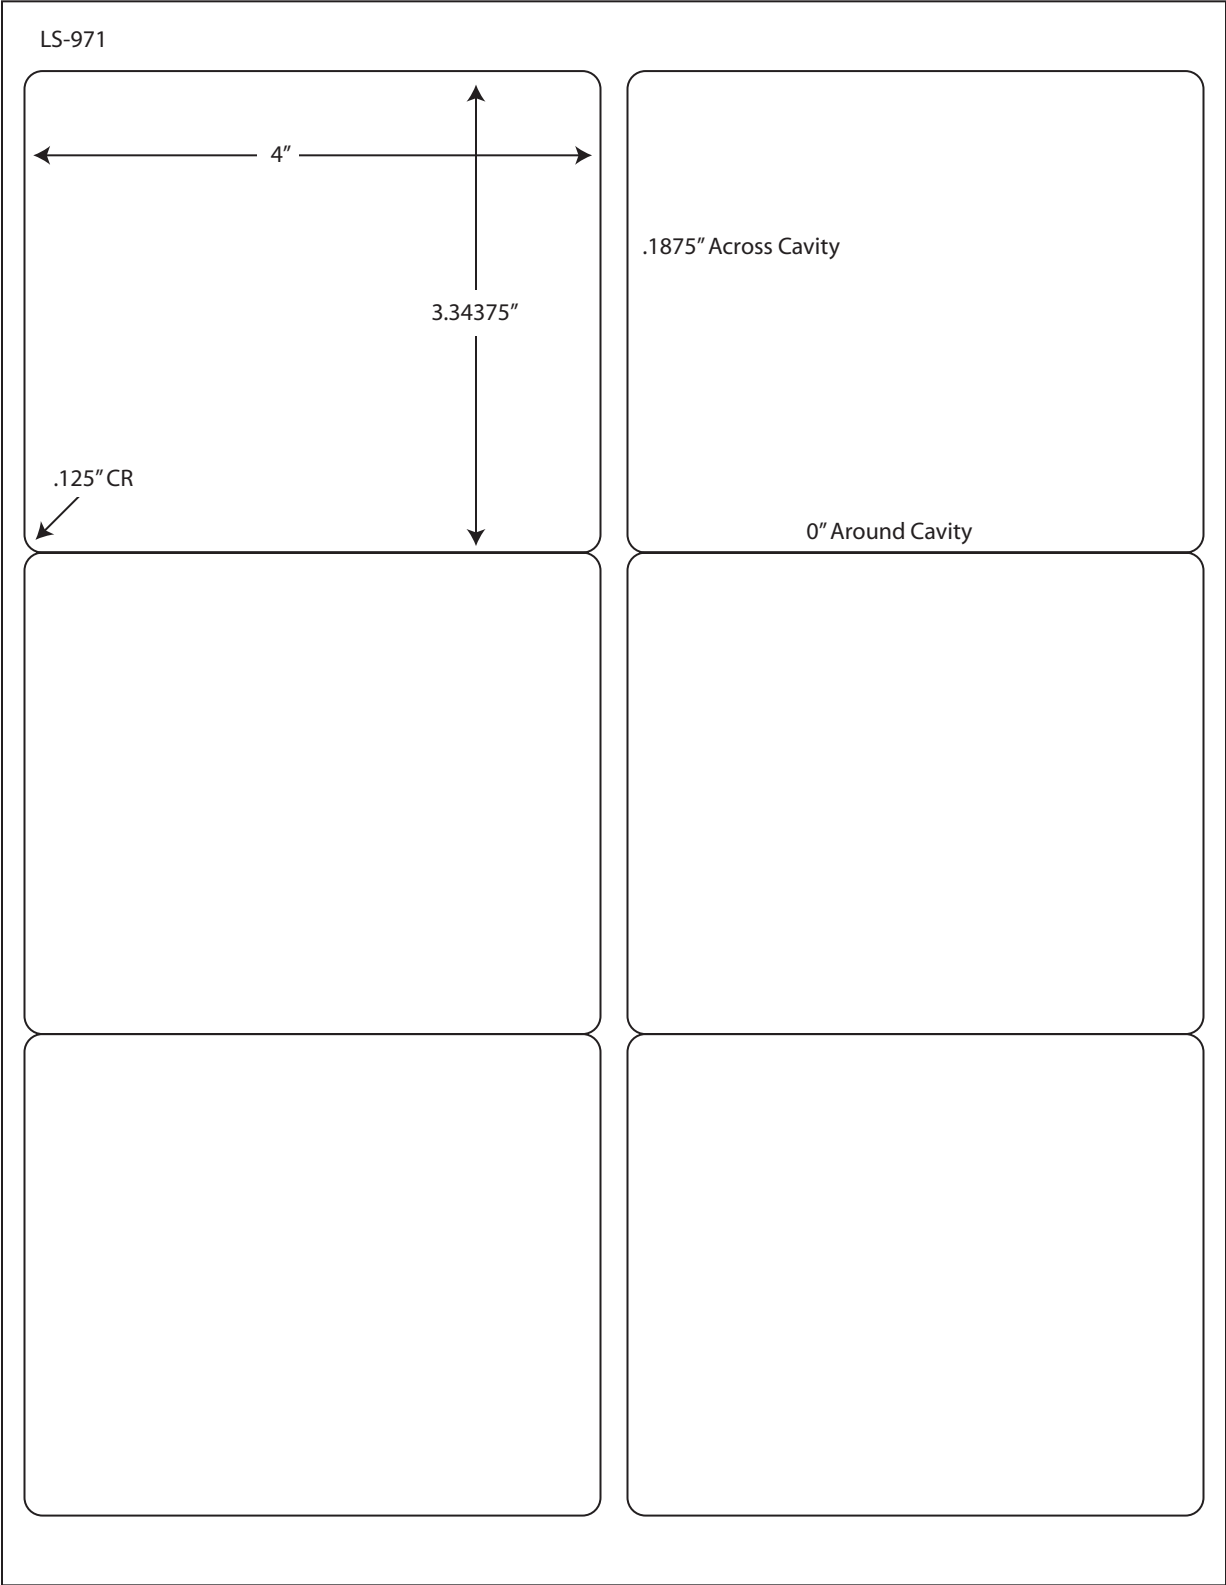 LS-971
4”
.1875” Across Cavity
3.34375”
.125” CR
0” Around Cavity